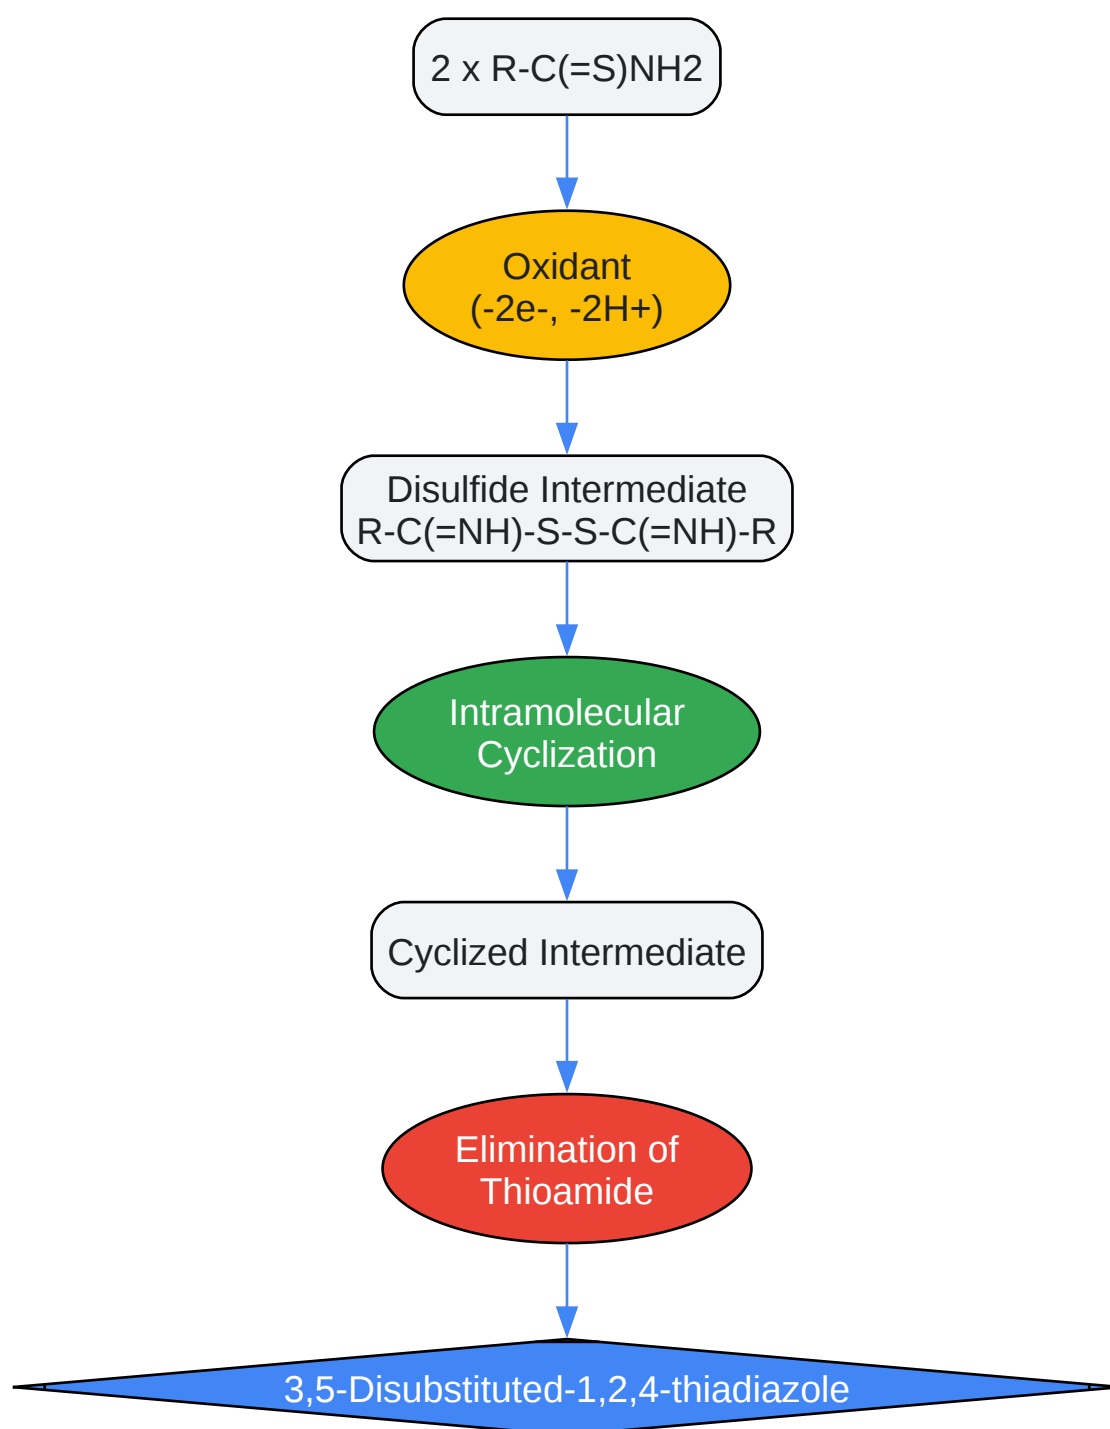 2 x R-C(=S)NH2
Oxidant
(-2e-, -2H+)
Disulfide Intermediate
R-C(=NH)-S-S-C(=NH)-R
Intramolecular
Cyclization
Cyclized Intermediate
Elimination of
Thioamide
3,5-Disubstituted-1,2,4-thiadiazole